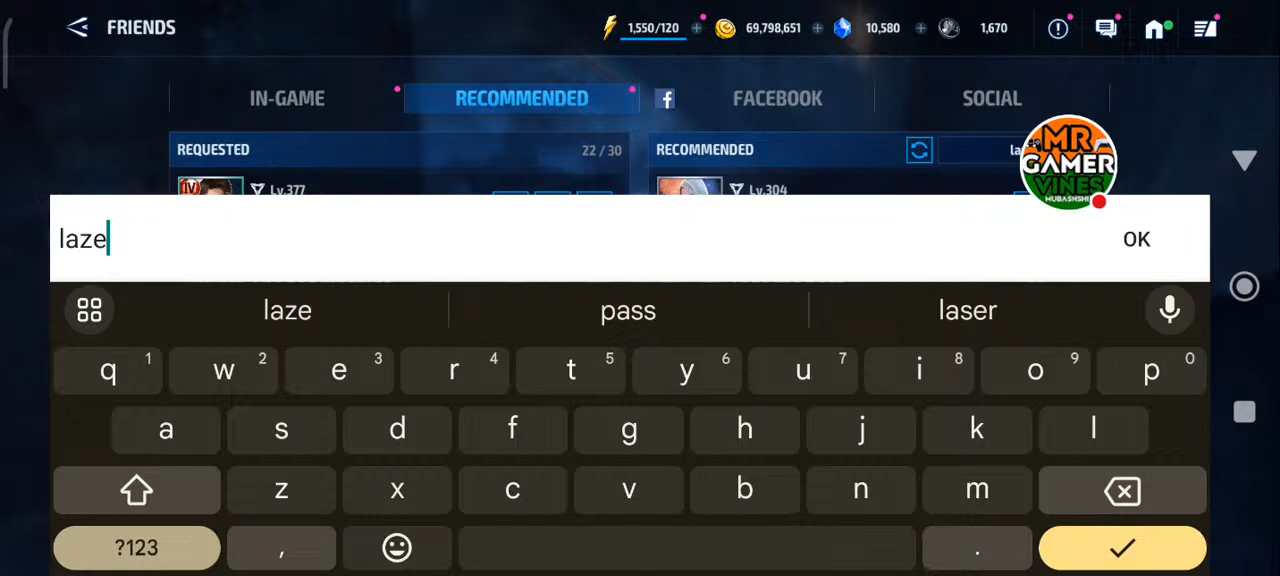 FRIENDS
1,550/120 69,798,651 10,580 1,670
IN-GAME RECOMMENDED FACEBOOK SOCIAL
REQUESTED 22 / 30
RECOMMENDED la
IV Lv.377
Lv.304
MR
GAMER
VINES
laze
OK
laze pass laser
q 1 w 2 e 3 r 4 t 5 y 6 u 7 i 8 o 9 p 0
a s d f g h j k l
z x c v b n m
?123 , .